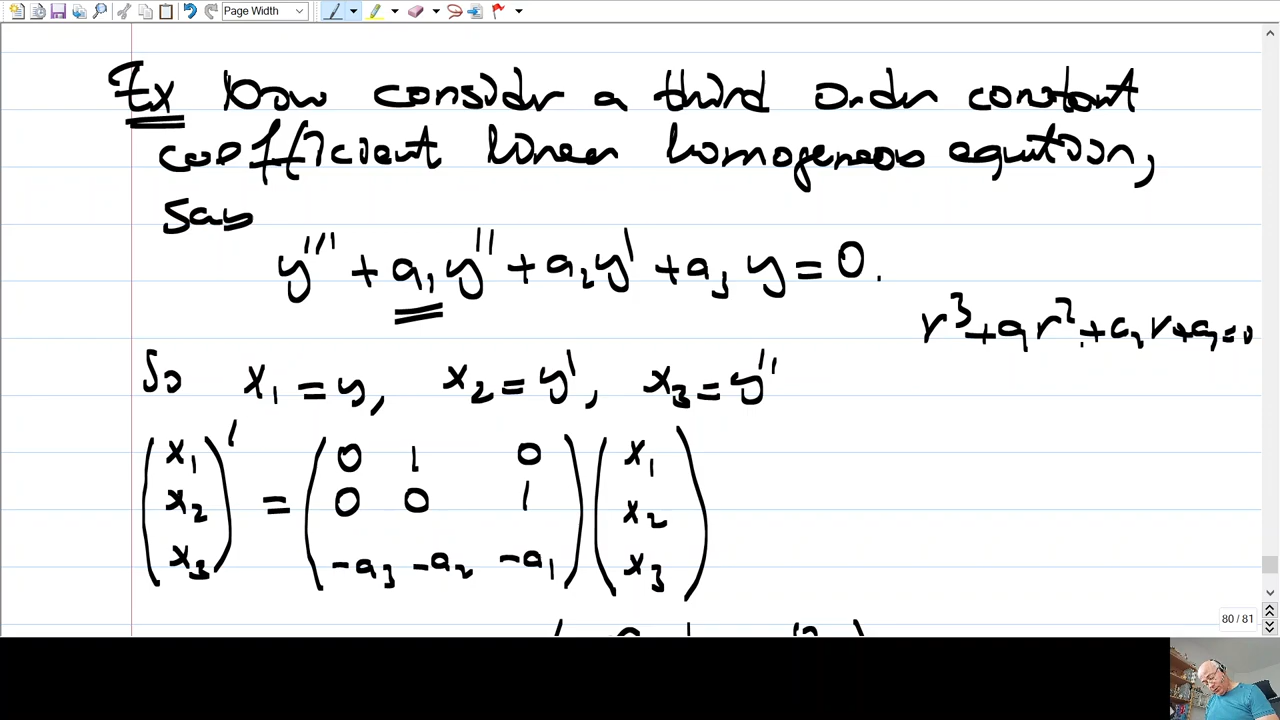 Page Width
Ex Now consider a third order constant
coefficient linear homogeneous equation,
say
y''' + a₁y'' + a₂y' + a₃y = 0.
r³+a₁r²+a₂r+a₃=0
So x₁ = y, x₂ = y', x₃ = y''
(x₁) ' (0 1 0) (x₁)
(x₂) = (0 0 1) (x₂)
(x₃) (-a₃ -a₂ -a₁) (x₃)
80 / 81